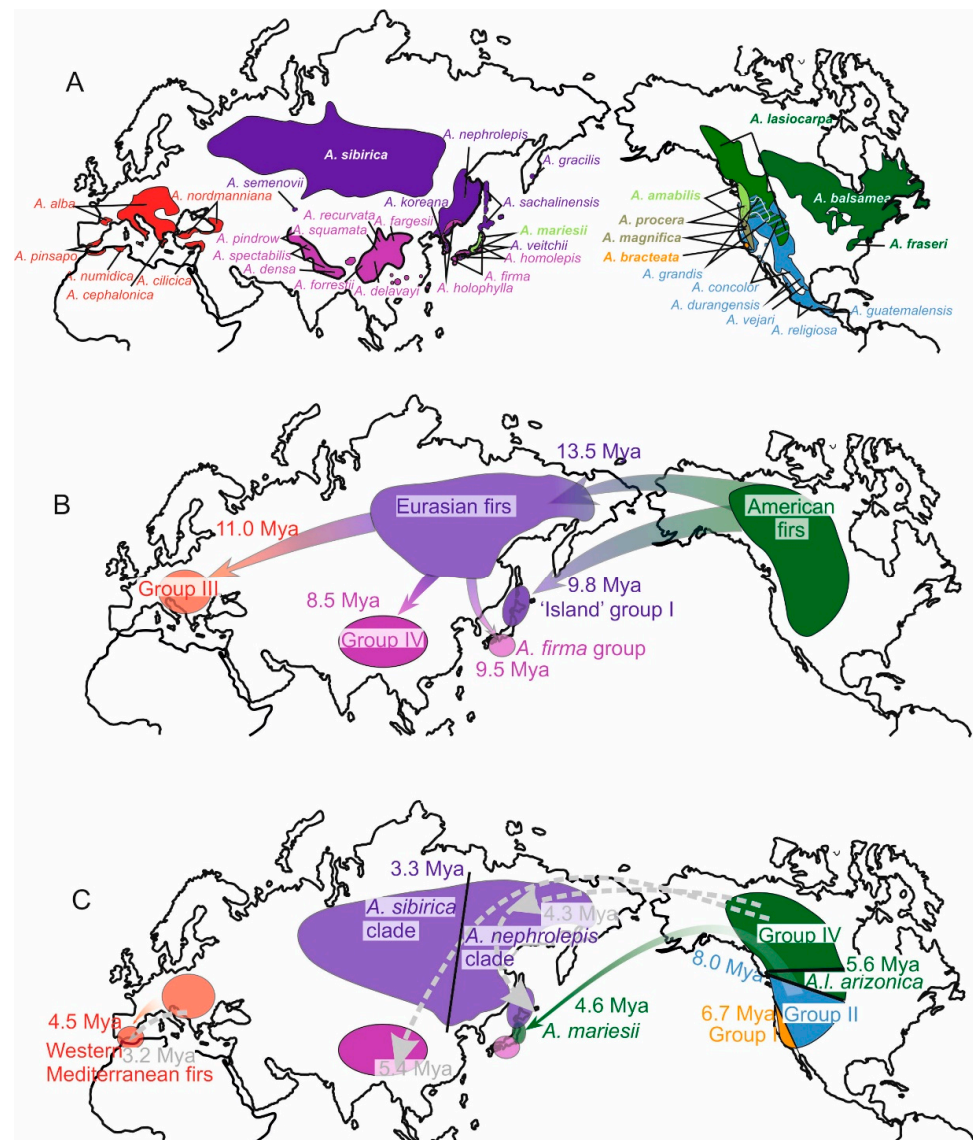 A
A. lasiocarpa
A. nephrolepis
A. sibirica
A. gracilis
A. semenovii
A. nordmanniana
A. amabilis
A. balsamea
A. alba
A. koreana
A. sachalinensis
A. recurvata
A. procera
A. squamata
A. fargesii
A. mariesii
A. pindrow
A. magnifica
A. veitchii
A. fraseri
A. pinsapo
A. spectabilis
A. bracteata
A. homolepis
A. numidica
A. cilicica
A. densa
A. grandis
A. firma
A. cephalonica
A. forrestii
A. delavayi
A. holophylla
A. concolor
A. durangensis
A. guatemalensis
A. vejari
A. religiosa
B
13.5 Mya
Eurasian firs
American
firs
11.0 Mya
Group III
9.8 Mya
8.5 Mya
'Island' group I
Group IV
A. firma group
9.5 Mya
C
3.3 Mya
A. sibirica
clade
4.3 Mya
A. nephrolepis
clade
Group IV
8.0 Mya
5.6 Mya
A.l. arizonica
4.6 Mya
A. mariesii
6.7 Mya
Group II
Group I
4.5 Mya
Western
3.2 Mya
Mediterranean firs
5.4 Mya